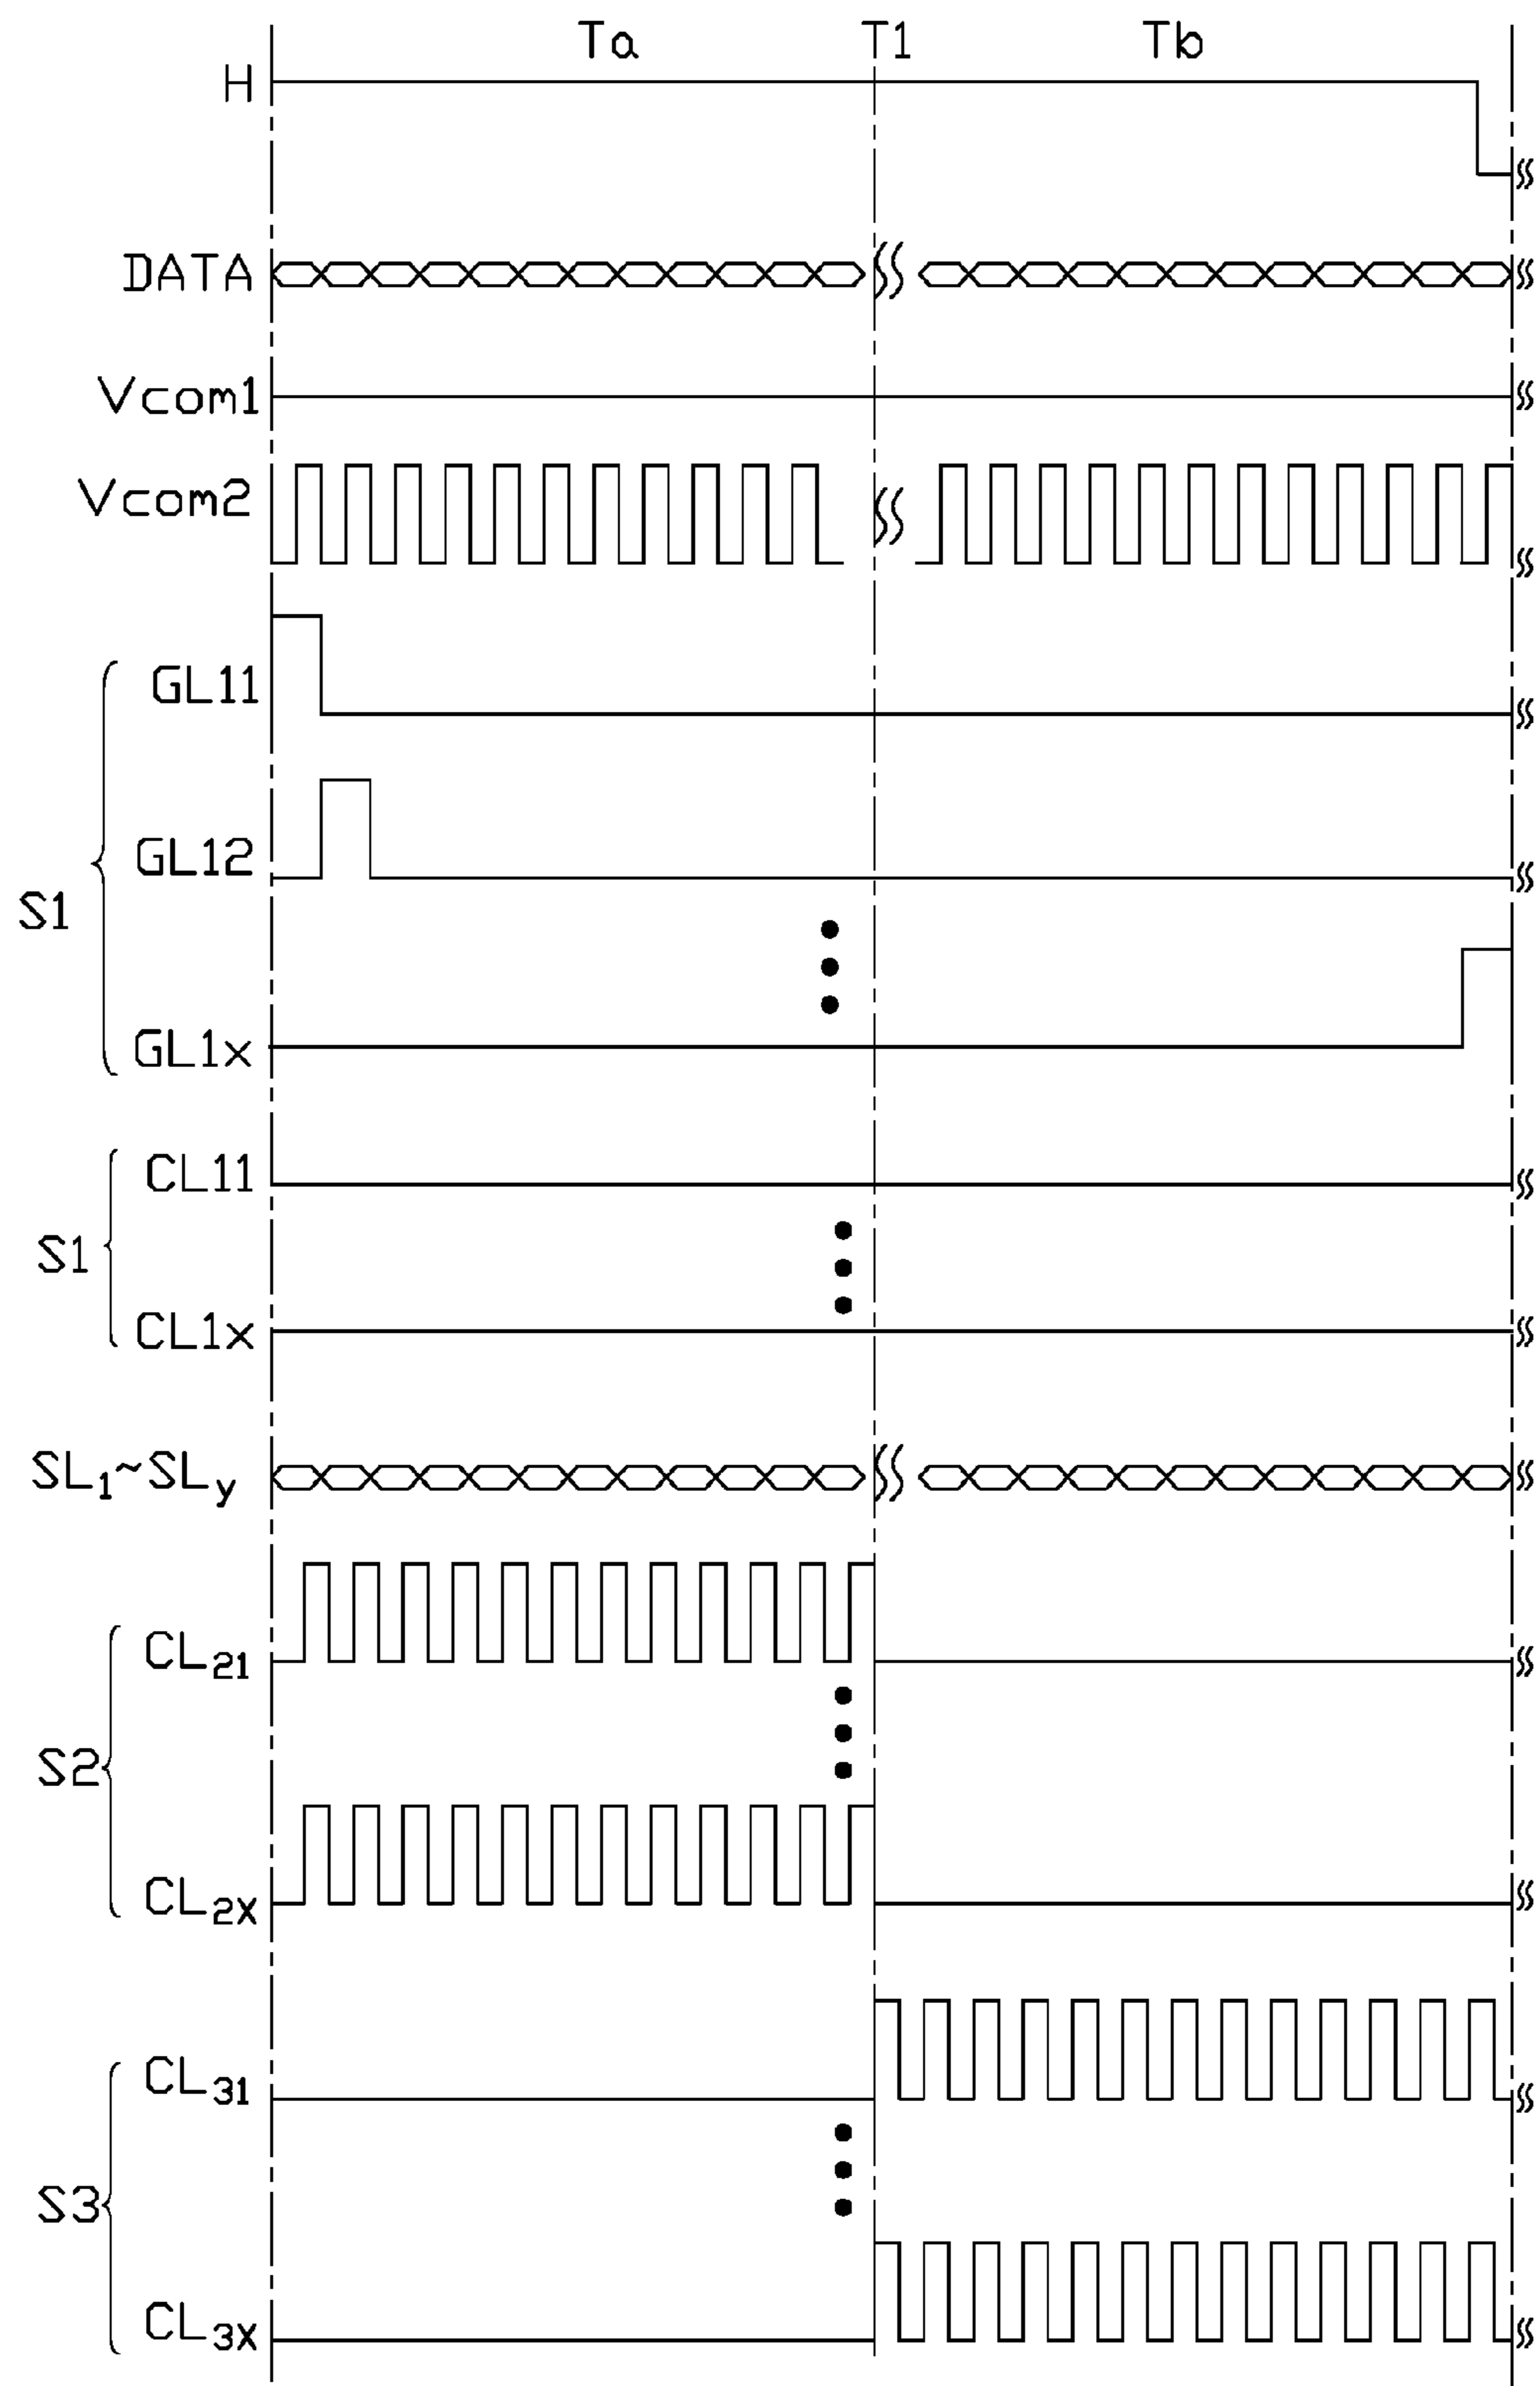 Ta T1 Tb
H
DATA
Vcom1
Vcom2
GL11
GL12
S1
GL1x
CL11
S1
CL1x
SL1~SLy
CL21
S2
CL2X
CL31
S3
CL3X